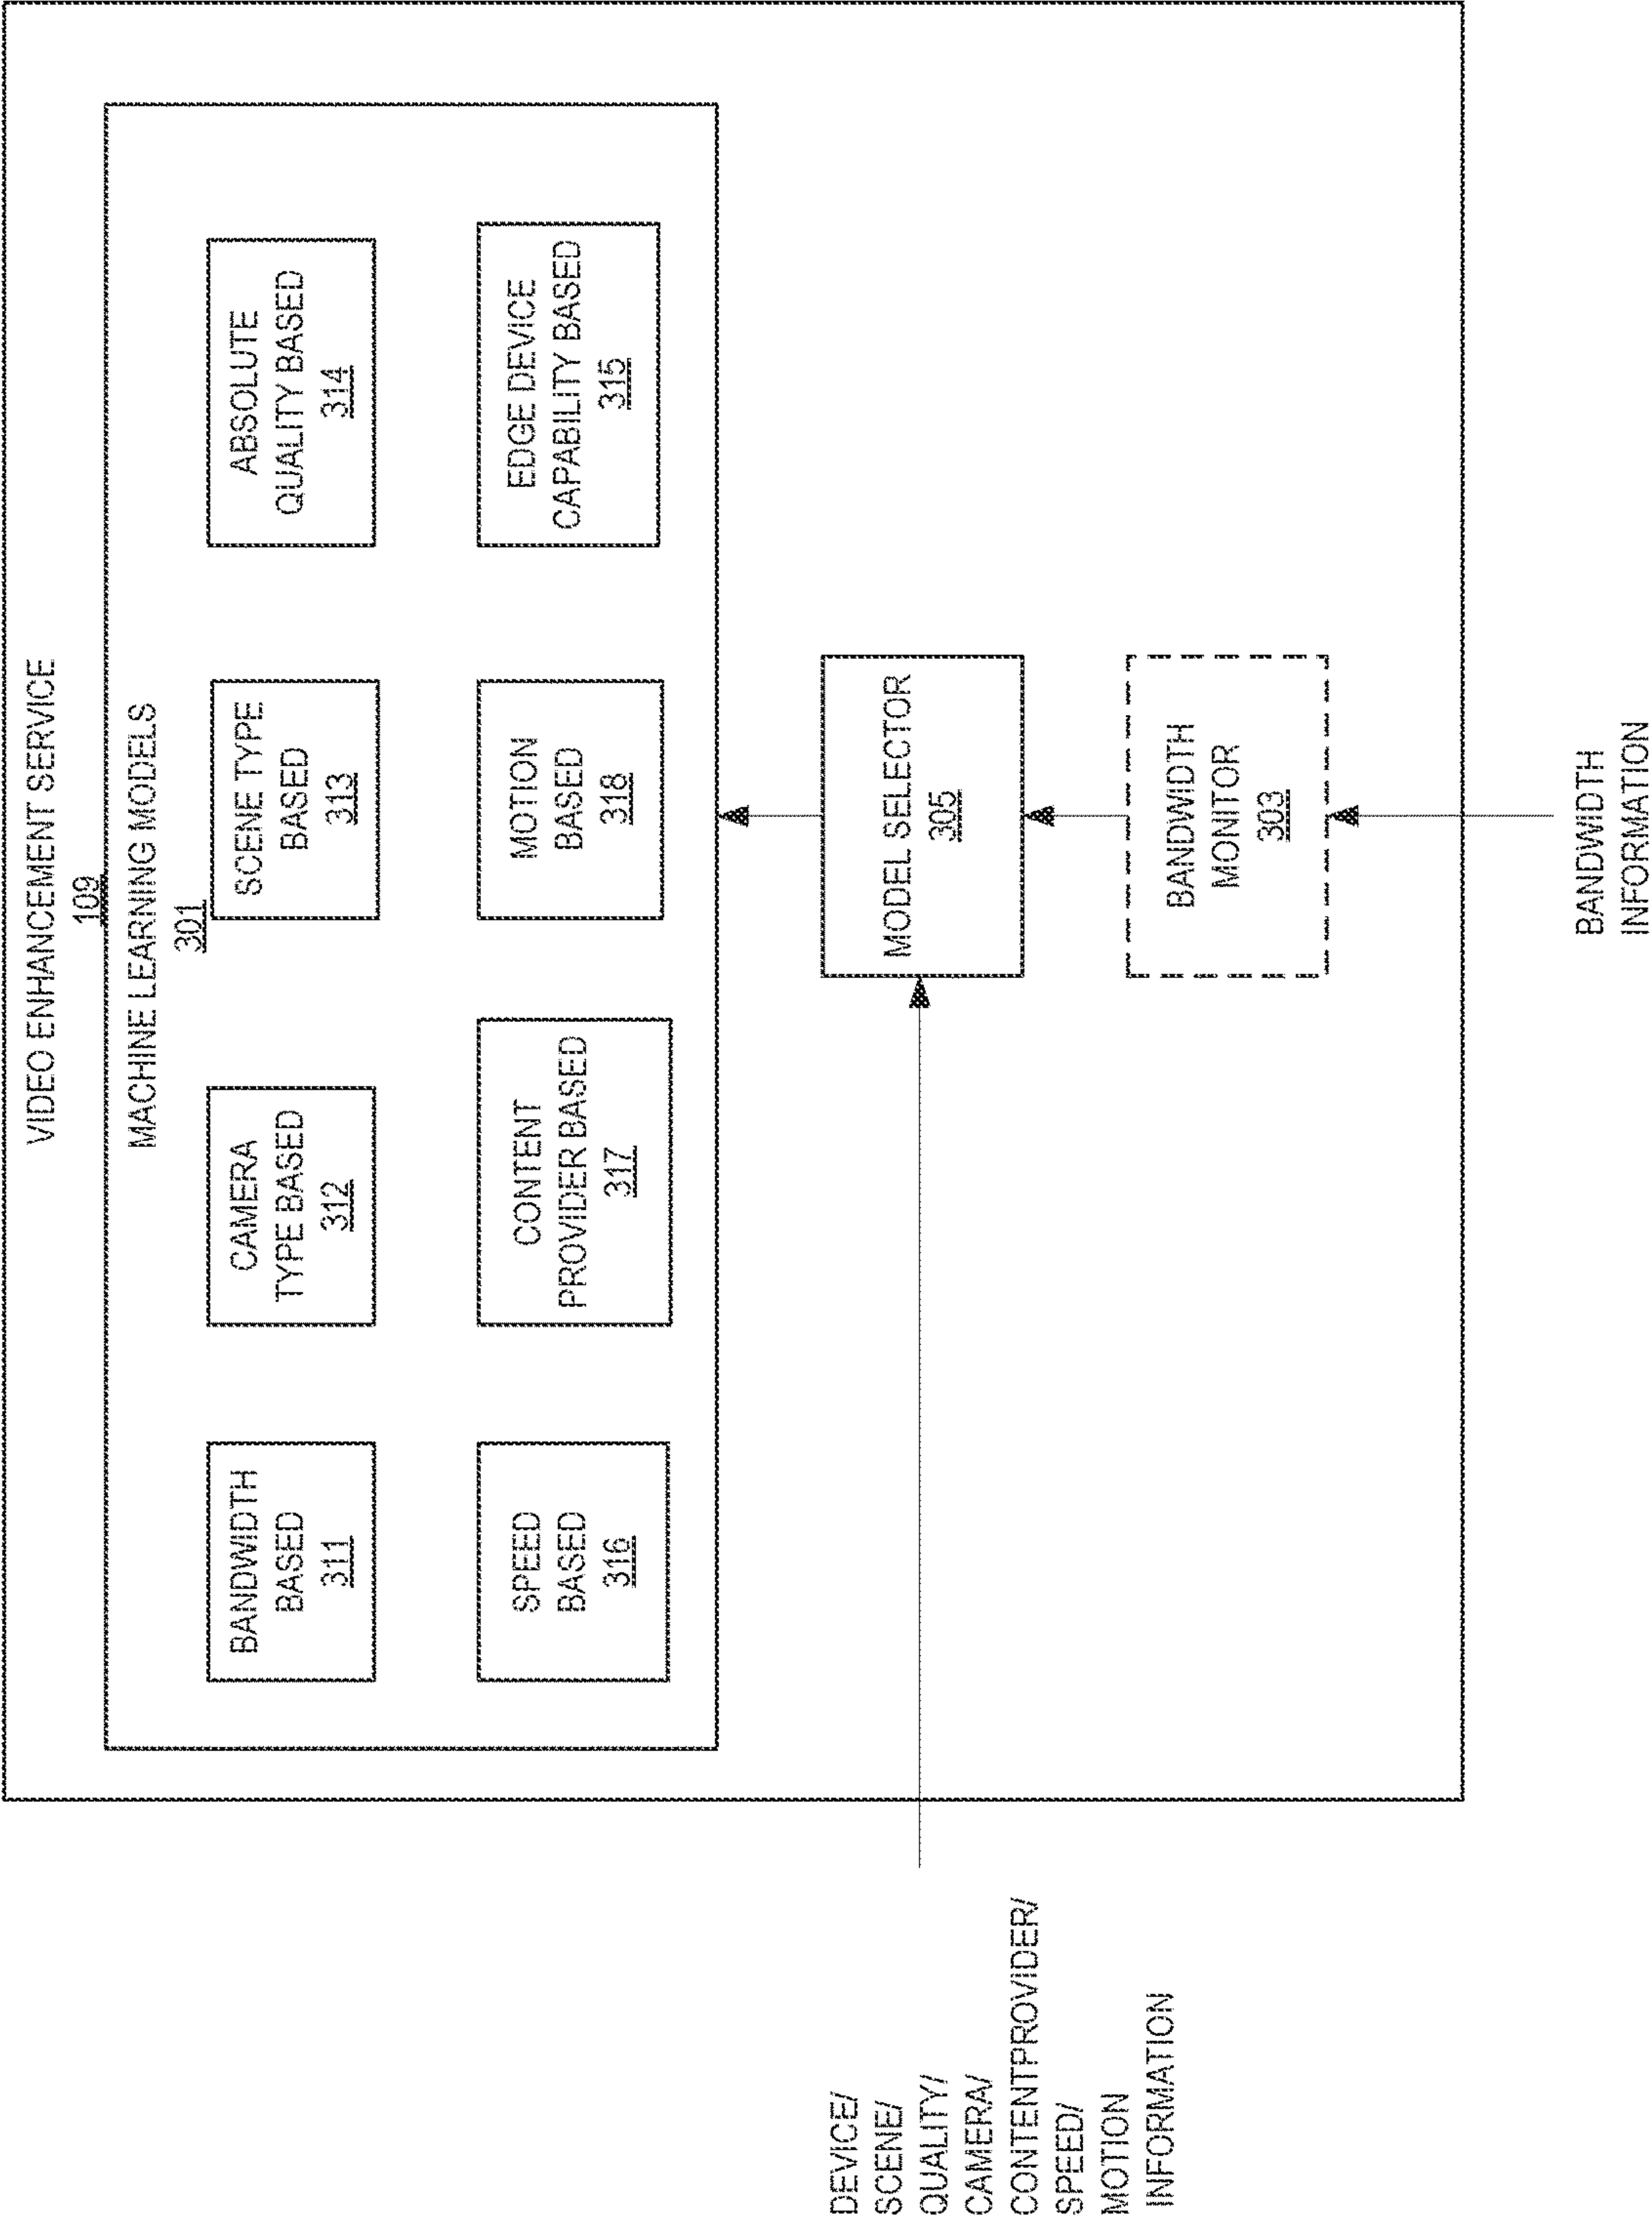 VIDEO ENHANCEMENT SERVICE
109
MACHINE LEARNING MODELS
301
BANDWIDTH
BASED
311
CAMERA
TYPE BASED
312
SCENE TYPE
BASED
313
ABSOLUTE
QUALITY BASED
314
SPEED
BASED
316
CONTENT
PROVIDER BASED
317
MOTION
BASED
318
EDGE DEVICE
CAPABILITY BASED
315
MODEL SELECTOR
305
BANDWIDTH
MONITOR
303
DEVICE/
SCENE/
QUALITY/
CAMERA/
CONTENTPROVIDER/
SPEED/
MOTION
INFORMATION
BANDWIDTH
INFORMATION